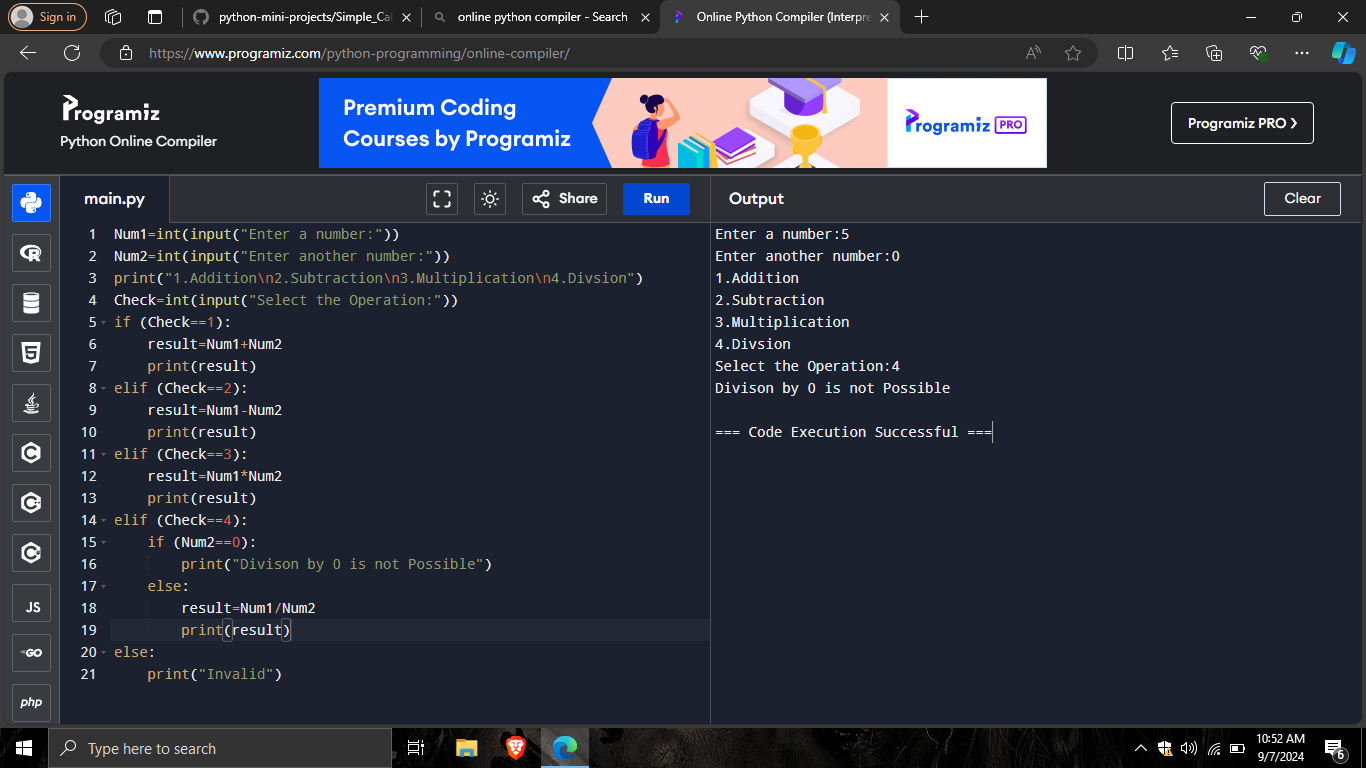 Sign in
python-mini-projects/Simple_Cal
online python compiler - Search
Online Python Compiler (Interpre
https://www.programiz.com/python-programming/online-compiler/
Programiz
Python Online Compiler
Premium Coding
Courses by Programiz
Programiz PRO
Programiz PRO ❯
main.py
Share
Run
Output
Clear
1 Num1=int(input("Enter a number:"))
2 Num2=int(input("Enter another number:"))
3 print("1.Addition\n2.Subtraction\n3.Multiplication\n4.Divsion")
4 Check=int(input("Select the Operation:"))
5 if (Check==1):
6     result=Num1+Num2
7     print(result)
8 elif (Check==2):
9     result=Num1-Num2
10     print(result)
11 elif (Check==3):
12     result=Num1*Num2
13     print(result)
14 elif (Check==4):
15     if (Num2==0):
16         print("Divison by 0 is not Possible")
17     else:
18         result=Num1/Num2
19         print(result)
20 else:
21     print("Invalid")
Enter a number:5
Enter another number:0
1.Addition
2.Subtraction
3.Multiplication
4.Divsion
Select the Operation:4
Divison by 0 is not Possible
=== Code Execution Successful ===
R
5
C
C
C
JS
GO
php
Type here to search
10:52 AM
9/7/2024
6